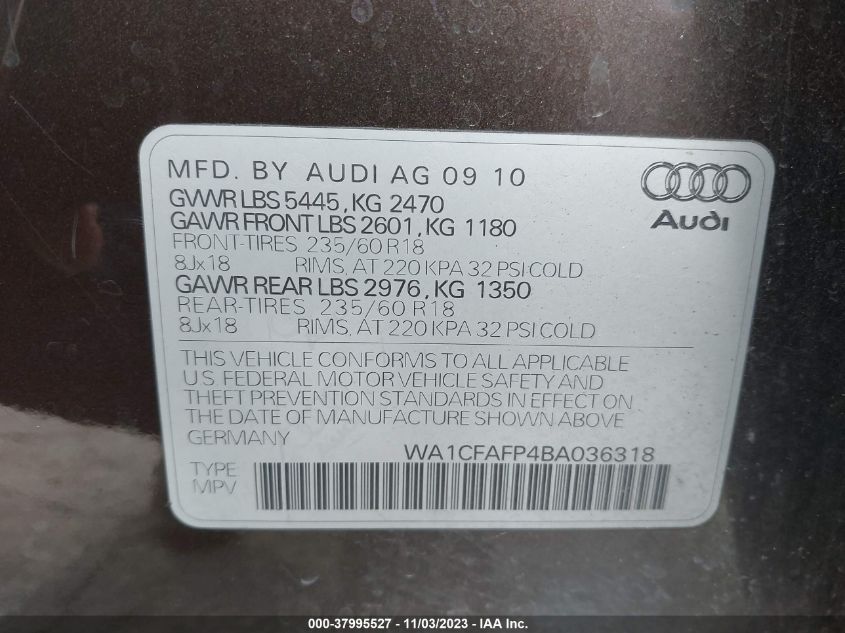 MFD. BY AUDI AG 09 10
GVWR LBS 5445, KG 2470
GAWR FRONT LBS 2601, KG 1180
FRONT-TIRES 235/60 R18
8Jx18 RIMS, AT 220 KPA 32 PSI COLD
GAWR REAR LBS 2976, KG 1350
REAR-TIRES 235/60 R18
8Jx18 RIMS, AT 220 KPA 32 PSI COLD
Audi
THIS VEHICLE CONFORMS TO ALL APPLICABLE
U.S. FEDERAL MOTOR VEHICLE SAFETY AND
THEFT PREVENTION STANDARDS IN EFFECT ON
THE DATE OF MANUFACTURE SHOWN ABOVE
GERMANY
WA1CFAFP4BA036318
TYPE
MPV
000-37995527 - 11/03/2023 - IAA Inc.